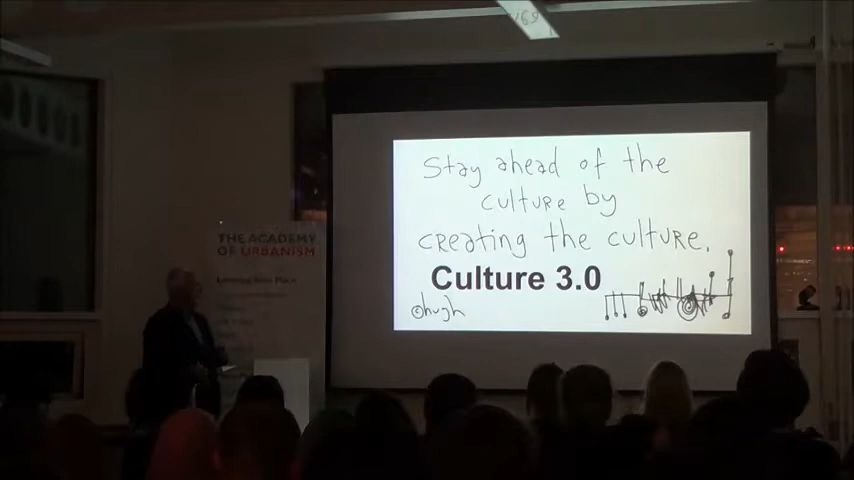 Stay ahead of the
culture by
creating the culture.
Culture 3.0
©hugh
THE ACADEMY
OF URBANISM